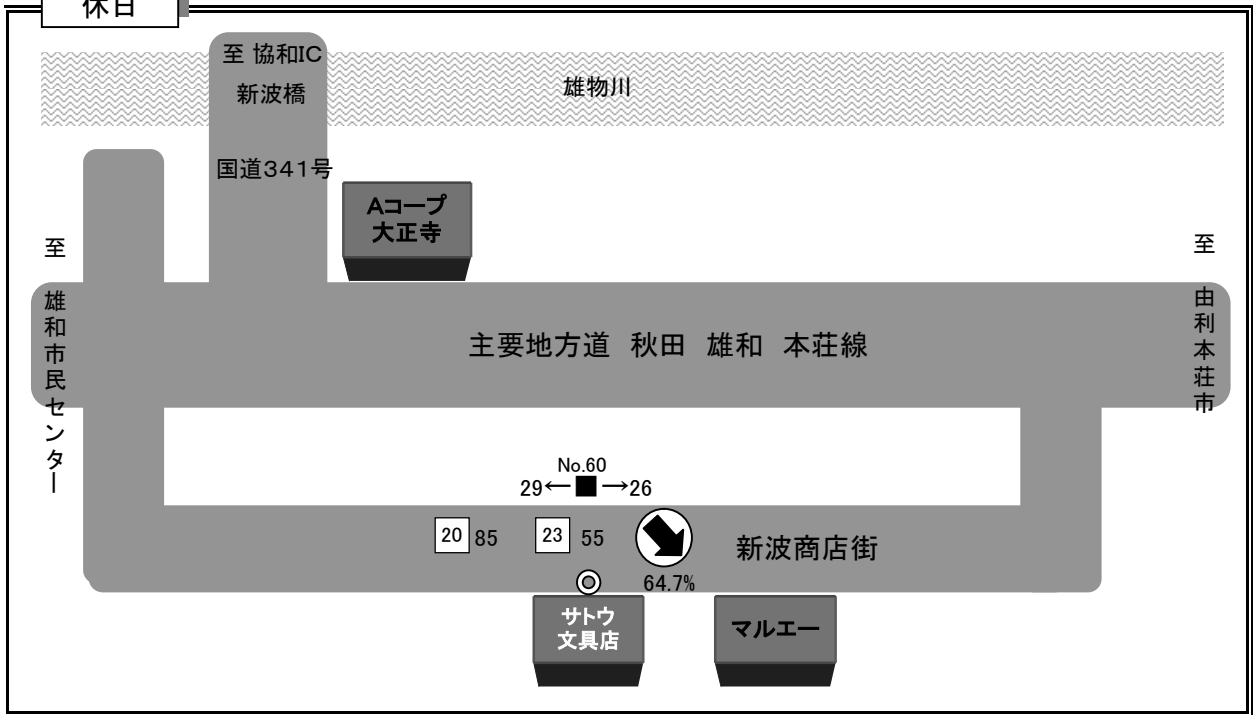 休日
至 協和IC
新波橋
雄物川
国道341号
Aコープ
大正寺
至 雄和市民センター
至 由利本荘市
主要地方道 秋田 雄和 本荘線
No.60
29←■→26
20 85
23 55
新波商店街
64.7%
サトウ
文具店
マルエー